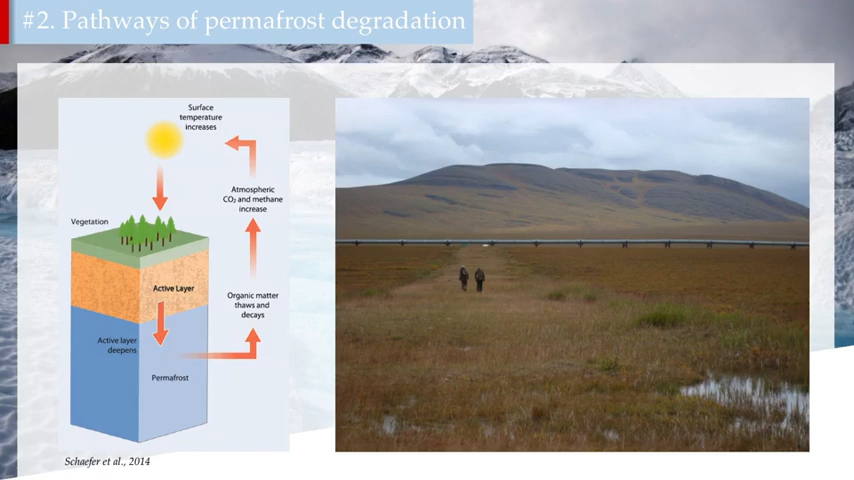 #2. Pathways of permafrost degradation
Surface
temperature
increases
Atmospheric
CO₂ and methane
increase
Vegetation
Active Layer
Organic matter
thaws and
decays
Active layer
deepens
Permafrost
Schaefer et al., 2014